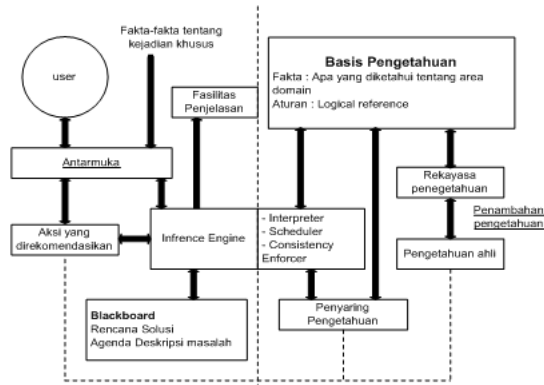 Fakta-fakta tentang
kejadian khusus
user
Basis Pengetahuan
Fakta : Apa yang diketahui tentang area
domain
Aturan : Logical reference
Fasilitas
Penjelasan
Antarmuka
Rekayasa
penegetahuan
Penambahan
pengetahuan
Aksi yang
direkomendasikan
Infrence Engine
- Interpreter
- Scheduler
- Consistency
Enforcer
Pengetahuan ahli
Blackboard
Rencana Solusi
Agenda Deskripsi masalah
Penyaring
Pengetahuan